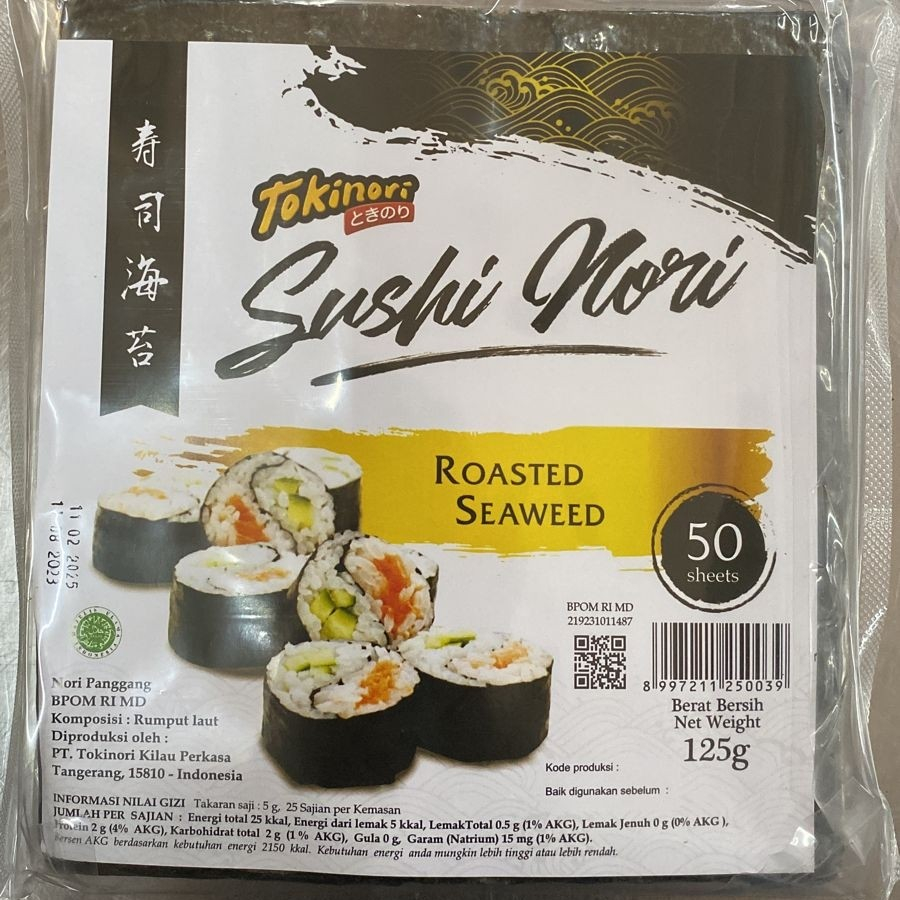 寿司海苔
Tokinori
ときのり
Sushi Nori
ROASTED
SEAWEED
50
sheets
11 02 2025
11 08 2023
BPOM RI MD
219231011487
8 997211 250039
Berat Bersih
Net Weight
125g
Nori Panggang
BPOM RI MD
Komposisi : Rumput laut
Diproduksi oleh :
PT. Tokinori Kilau Perkasa
Tangerang, 15810 - Indonesia
Kode produksi :
Baik digunakan sebelum :
INFORMASI NILAI GIZI Takaran saji : 5 g, 25 Sajian per Kemasan
JUMLAH PER SAJIAN : Energi total 25 kkal, Energi dari lemak 5 kkal, LemakTotal 0.5 g (1% AKG), Lemak Jenuh 0 g (0% AKG ),
Protein 2 g (4% AKG), Karbohidrat total 2 g (1 % AKG), Gula 0 g, Garam (Natrium) 15 mg (1% AKG).
Persen AKG berdasarkan kebutuhan energi 2150 kkal. Kebutuhan energi anda mungkin lebih tinggi atau lebih rendah.